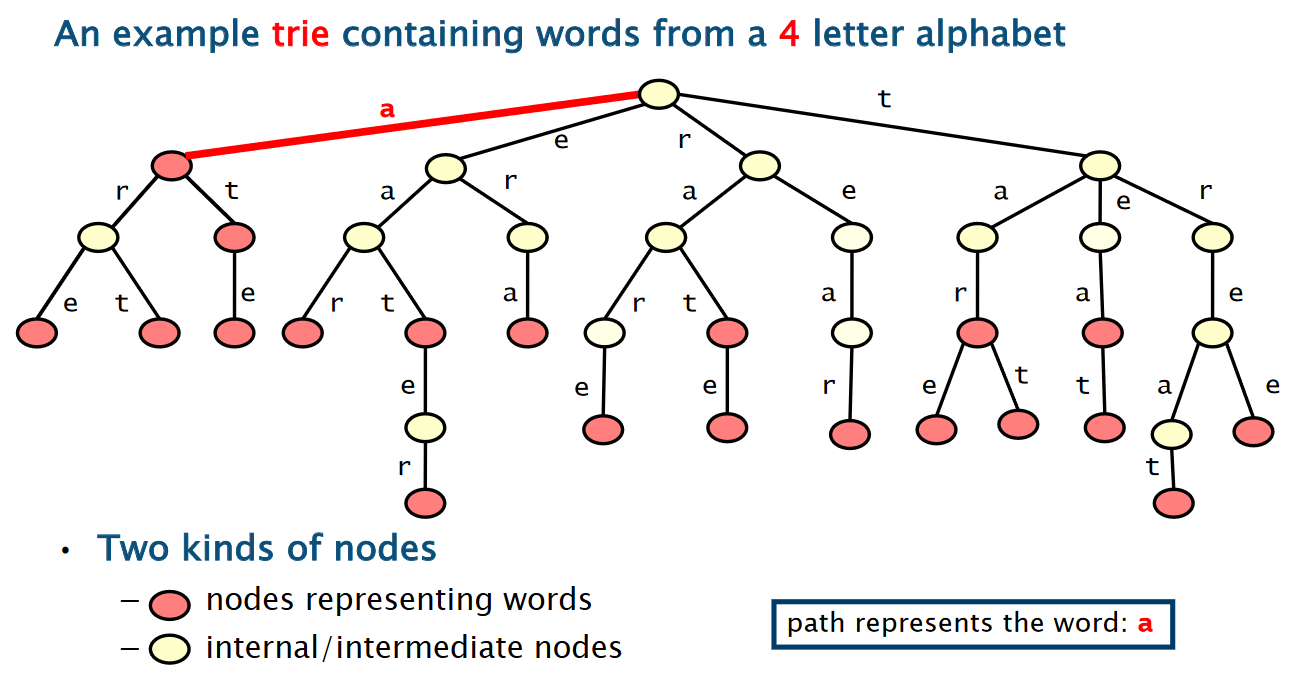 An example trie containing words from a 4 letter alphabet
a
t
e
r
r
t
a
r
a
e
a
e
r
e
t
e
r
t
a
r
t
a
r
a
e
e
e
e
r
e
t
t
a
e
r
t
• Two kinds of nodes
– nodes representing words
– internal/intermediate nodes
path represents the word: a